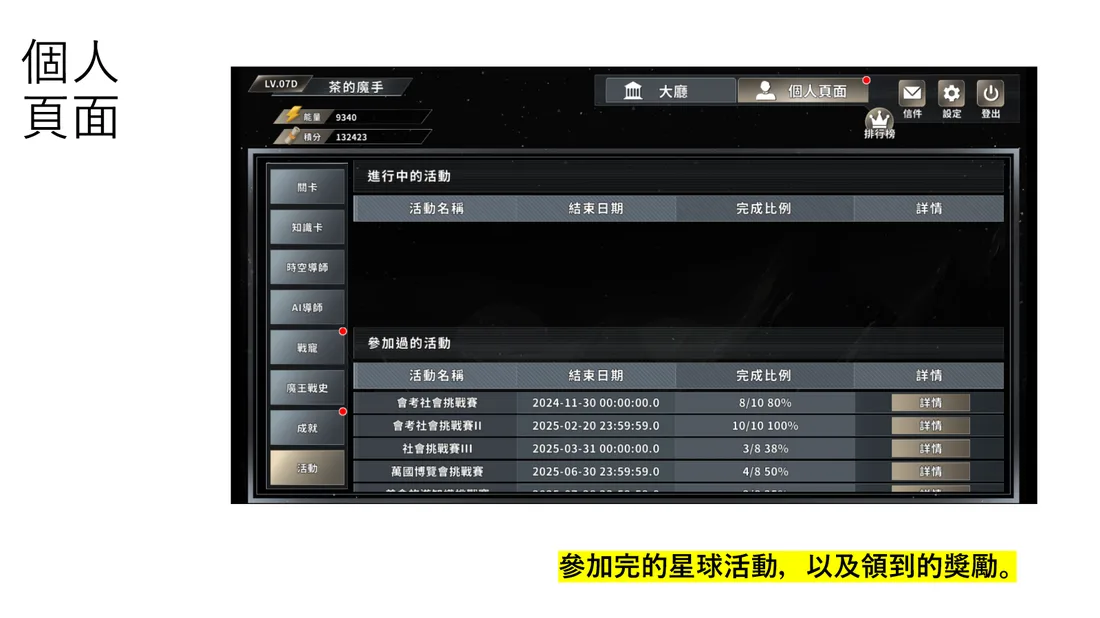 個人
頁面
LV.07D
茶的魔手
大廳
個人頁面
信件
設定
登出
能量
9340
積分
132423
排行榜
關卡
知識卡
時空導師
AI導師
戰寵
魔王戰史
成就
活動
進行中的活動
活動名稱 結束日期 完成比例 詳情
參加過的活動
活動名稱 結束日期 完成比例 詳情
會考社會挑戰賽 2024-11-30 00:00:00.0 8/10 80% 詳情
會考社會挑戰賽II 2025-02-20 23:59:59.0 10/10 100% 詳情
社會挑戰賽III 2025-03-31 00:00:00.0 3/8 38% 詳情
萬國博覽會挑戰賽 2025-06-30 23:59:59.0 4/8 50% 詳情
參加完的星球活動，以及領到的獎勵。